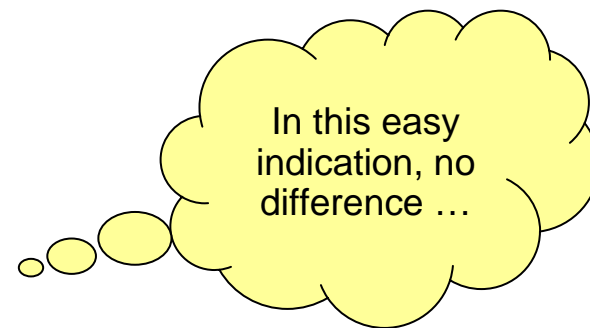 In this easy
indication, no
difference …